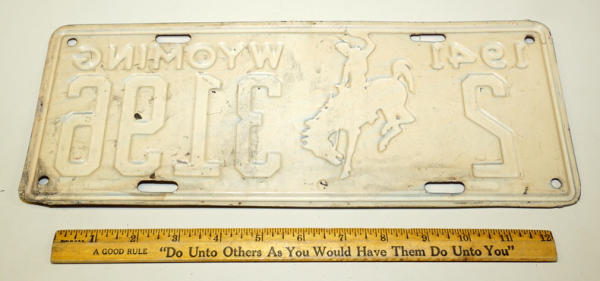 1941 WYOMING
2 3196
1 2 3 4 5 6 7 8 9 10 11 12
A GOOD RULE "Do Unto Others As You Would Have Them Do Unto You"